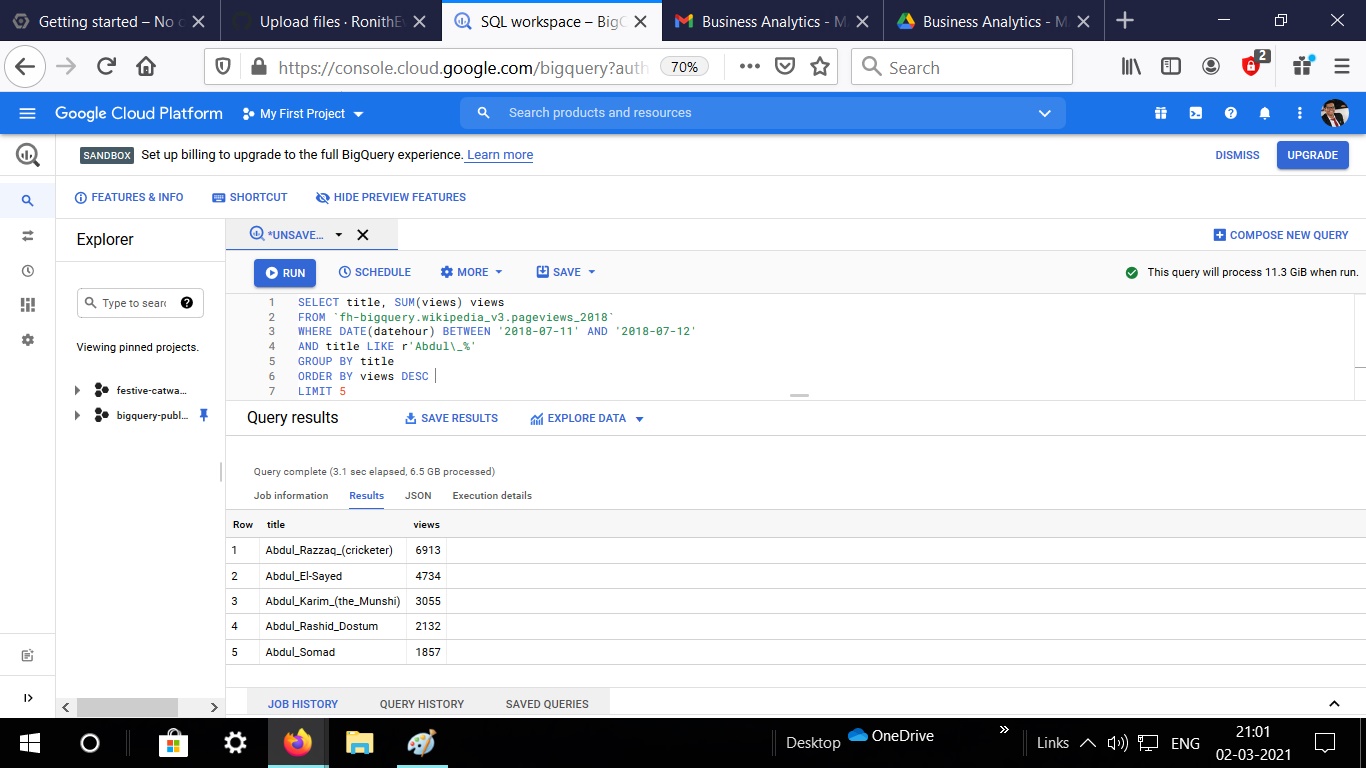 Getting started – No c
Upload files · RonithEv
SQL workspace – BigC
Business Analytics - M
Business Analytics - M
https://console.cloud.google.com/bigquery?auth
70%
Search
2
Google Cloud Platform
My First Project
Search products and resources
SANDBOX
Set up billing to upgrade to the full BigQuery experience. Learn more
DISMISS
UPGRADE
FEATURES & INFO
SHORTCUT
HIDE PREVIEW FEATURES
Explorer
Type to searc
Viewing pinned projects.
festive-catwa...
bigquery-publ...
*UNSAVE...
COMPOSE NEW QUERY
RUN
SCHEDULE
MORE
SAVE
This query will process 11.3 GiB when run.
1 SELECT title, SUM(views) views
2 FROM `fh-bigquery.wikipedia_v3.pageviews_2018`
3 WHERE DATE(datehour) BETWEEN '2018-07-11' AND '2018-07-12'
4 AND title LIKE r'Abdul\_%'
5 GROUP BY title
6 ORDER BY views DESC
7 LIMIT 5
Query results
SAVE RESULTS
EXPLORE DATA
Query complete (3.1 sec elapsed, 6.5 GB processed)
Job information Results JSON Execution details
Row title views
1 Abdul_Razzaq_(cricketer) 6913
2 Abdul_El-Sayed 4734
3 Abdul_Karim_(the_Munshi) 3055
4 Abdul_Rashid_Dostum 2132
5 Abdul_Somad 1857
JOB HISTORY QUERY HISTORY SAVED QUERIES
Desktop
OneDrive
Links
ENG
21:01
02-03-2021